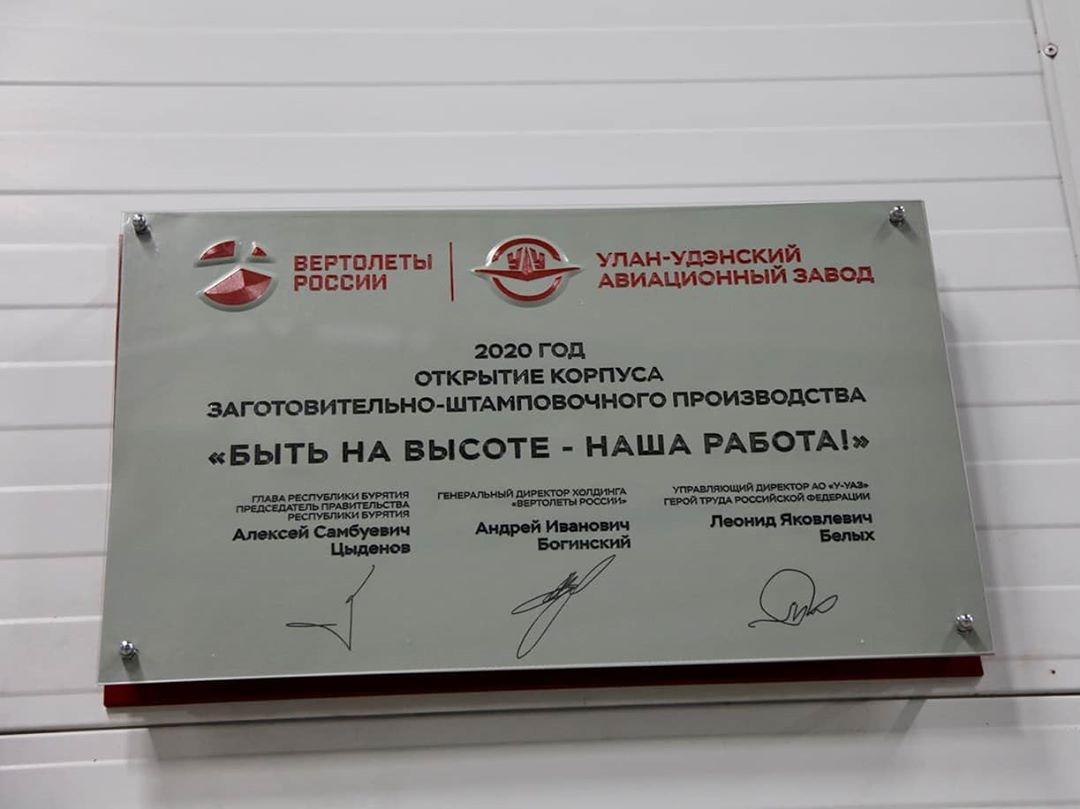 ВЕРТОЛЕТЫ
РОССИИ
УЛАН-УДЭНСКИЙ
АВИАЦИОННЫЙ ЗАВОД
2020 ГОД
ОТКРЫТИЕ КОРПУСА
ЗАГОТОВИТЕЛЬНО-ШТАМПОВОЧНОГО ПРОИЗВОДСТВА
«БЫТЬ НА ВЫСОТЕ - НАША РАБОТА!»
ГЛАВА РЕСПУБЛИКИ БУРЯТИЯ
ПРЕДСЕДАТЕЛЬ ПРАВИТЕЛЬСТВА
РЕСПУБЛИКИ БУРЯТИЯ
Алексей Самбуевич
Цыденов
ГЕНЕРАЛЬНЫЙ ДИРЕКТОР ХОЛДИНГА
«ВЕРТОЛЕТЫ РОССИИ»
Андрей Иванович
Богинский
УПРАВЛЯЮЩИЙ ДИРЕКТОР АО «У-УАЗ»
ГЕРОЙ ТРУДА РОССИЙСКОЙ ФЕДЕРАЦИИ
Леонид Яковлевич
Белых